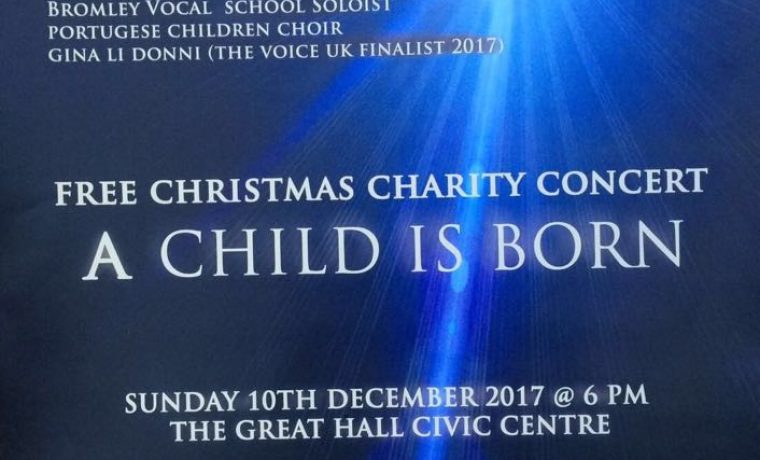 BROMLEY VOCAL SCHOOL SOLOIST
PORTUGESE CHILDREN CHOIR
GINA LI DONNI (THE VOICE UK FINALIST 2017)
FREE CHRISTMAS CHARITY CONCERT
A CHILD IS BORN
SUNDAY 10TH DECEMBER 2017 @ 6 PM
THE GREAT HALL CIVIC CENTRE